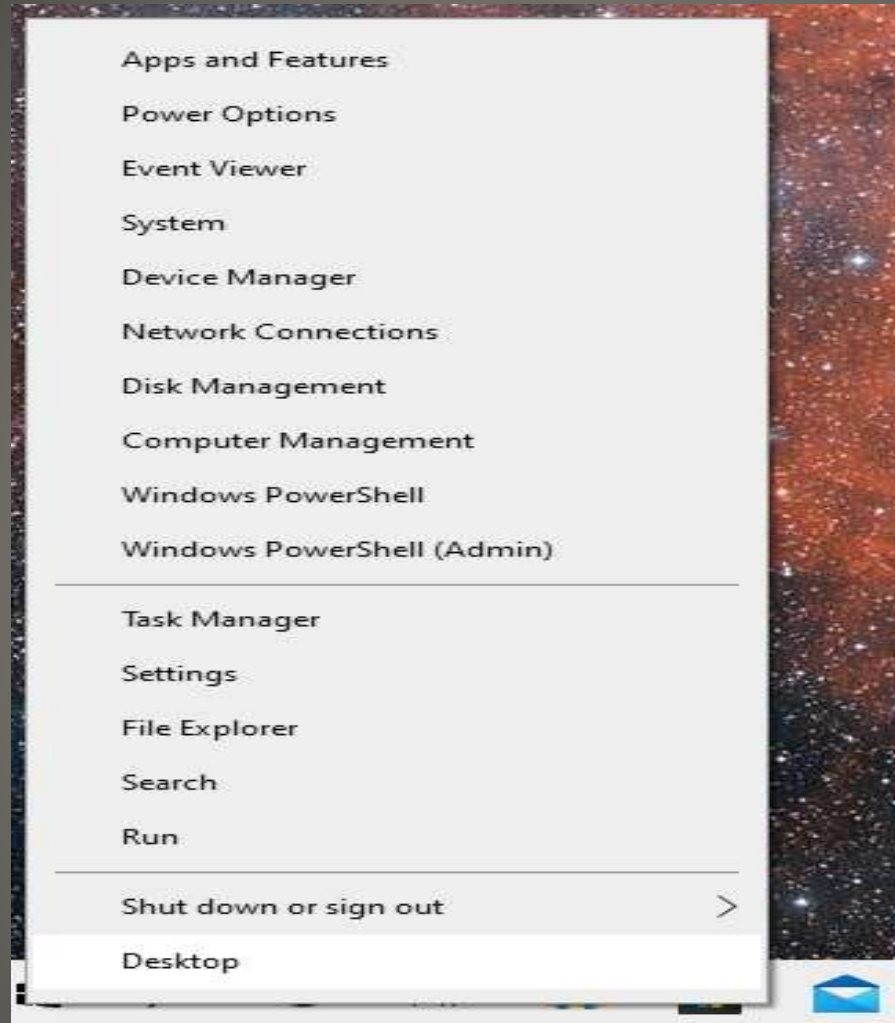 Apps and Features
Power Options
Event Viewer
System
Device Manager
Network Connections
Disk Management
Computer Management
Windows PowerShell
Windows PowerShell (Admin)
Task Manager
Settings
File Explorer
Search
Run
Shut down or sign out
Desktop